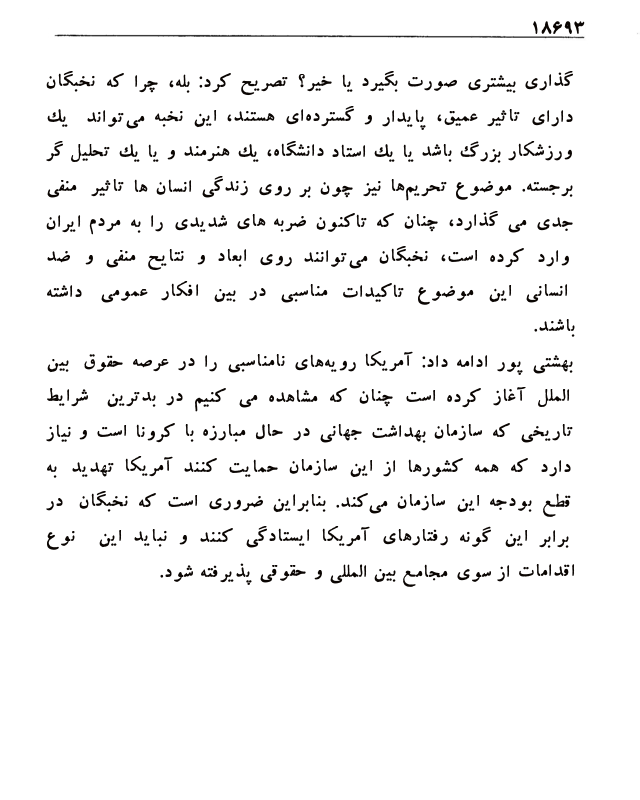 ۱۸۶۹۳
گذاری بیشتری صورت بگیرد یا خیر؟ تصریح کرد: بله، چرا که نخبگان
دارای تاثیر عمیق، پایدار و گسترده‌ای هستند، این نخبه می‌تواند یك
ورزشکار بزرگ باشد یا یك استاد دانشگاه، یك هنرمند و یا یك تحلیل گر
برجسته. موضوع تحریم‌ها نیز چون بر روی زندگی انسان ها تاثیر منفی
جدی می گذارد، چنان که تاکنون ضربه های شدیدی را به مردم ایران
وارد کرده است، نخبگان می‌توانند روی ابعاد و نتایح منفی و ضد
انسانی این موضوع تاکیدات مناسبی در بین افکار عمومی داشته
باشند.
بهشتی پور ادامه داد: آمریکا رویه‌های نامناسبی را در عرصه حقوق بین
الملل آغاز کرده است چنان که مشاهده می کنیم در بدترین شرایط
تاریخی که سازمان بهداشت جهانی در حال مبارزه با کرونا است و نیاز
دارد که همه کشورها از این سازمان حمایت کنند آمریکا تهدید به
قطع بودجه این سازمان می‌کند. بنابراین ضروری است که نخبگان در
برابر این گونه رفتارهای آمریکا ایستادگی کنند و نباید این نوع
اقدامات از سوی مجامع بین المللی و حقوقی پذیرفته شود.